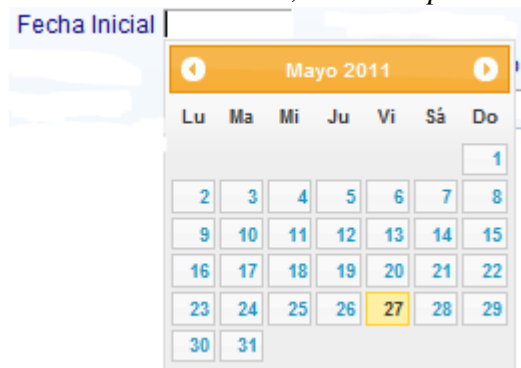 Fecha Inicial
Mayo 2011
Lu Ma Mi Ju Vi Sá Do
1
2 3 4 5 6 7 8
9 10 11 12 13 14 15
16 17 18 19 20 21 22
23 24 25 26 27 28 29
30 31